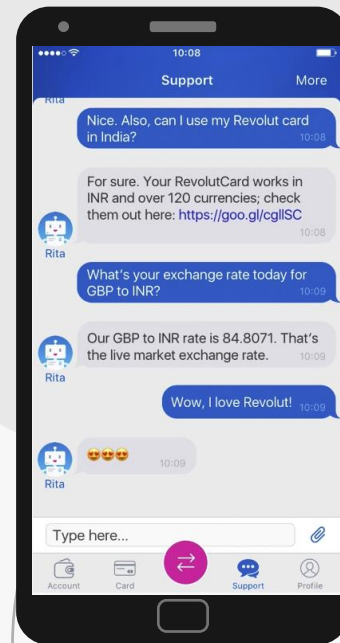 10:08
Support
More
Rita
Nice. Also, can I use my Revolut card
in India?
10:08
For sure. Your RevolutCard works in
INR and over 120 currencies; check
them out here: https://goo.gl/cgllSC
10:08
Rita
What's your exchange rate today for
GBP to INR?
10:09
Our GBP to INR rate is 84.8071. That's
the live market exchange rate.
10:09
Rita
Wow, I love Revolut!
10:09
10:09
Rita
Type here...
Account
Card
Support
Profile